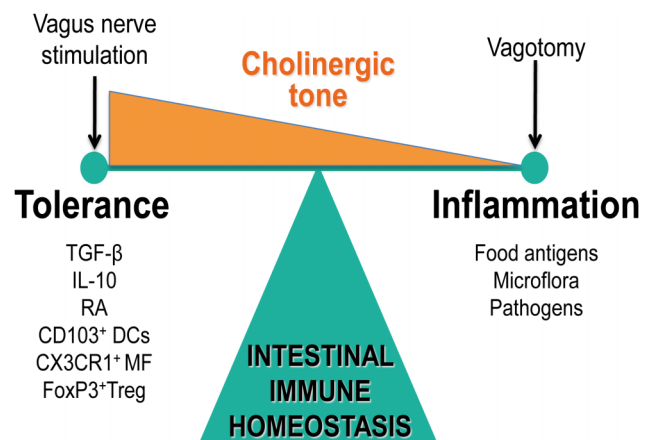 Vagus nerve
stimulation
Cholinergic
tone
Vagotomy
Tolerance
Inflammation
TGF-β
IL-10
RA
CD103⁺ DCs
CX3CR1⁺ MF
FoxP3⁺Treg
Food antigens
Microflora
Pathogens
INTESTINAL
IMMUNE
HOMEOSTASIS